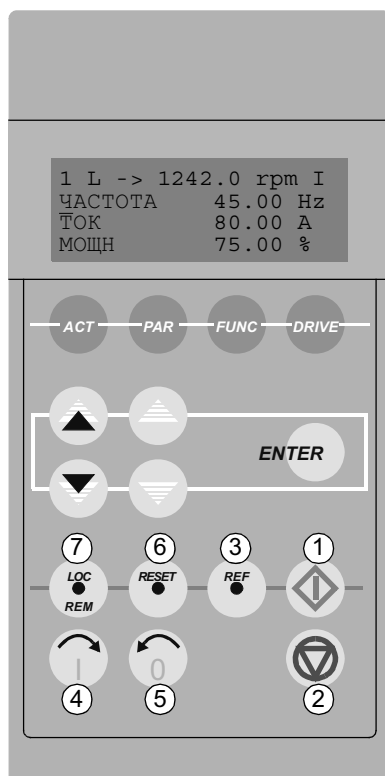 1 L -> 1242.0 rpm I
ЧАСТОТА 45.00 Hz
ТОК 80.00 A
МОЩН 75.00 %
ACT PAR FUNC DRIVE
ENTER
7 6 3 1
LOC RESET REF
REM
I 0
4 5 2